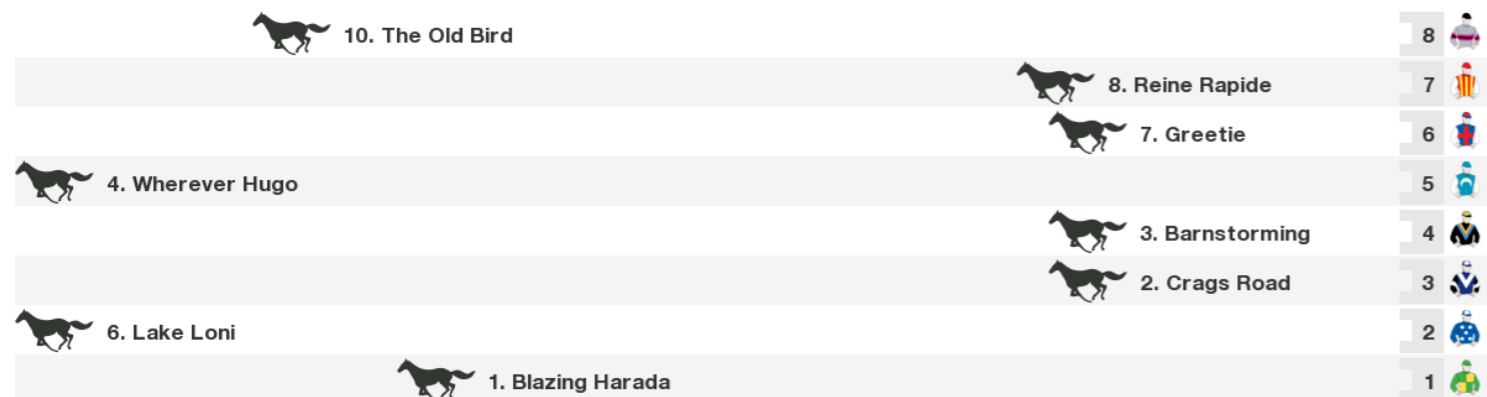 10. The Old Bird 8
8. Reine Rapide 7
7. Greetie 6
4. Wherever Hugo 5
3. Barnstorming 4
2. Crags Road 3
6. Lake Loni 2
1. Blazing Harada 1